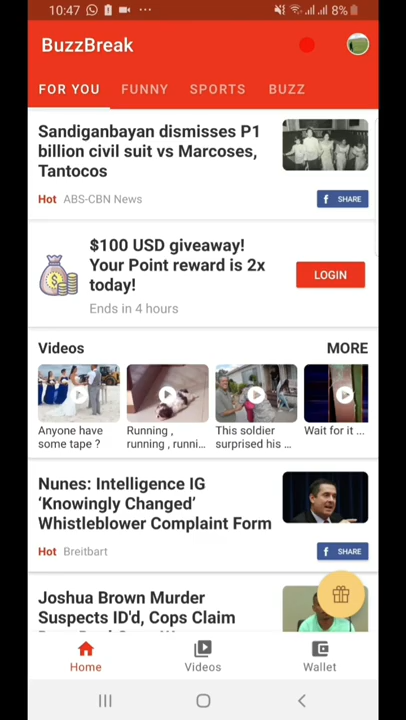 10:47 8%
BuzzBreak
FOR YOU FUNNY SPORTS BUZZ
Sandiganbayan dismisses P1
billion civil suit vs Marcoses,
Tantocos
Hot ABS-CBN News
f SHARE
$100 USD giveaway!
Your Point reward is 2x
today!
Ends in 4 hours
LOGIN
Videos MORE
Anyone have
some tape ?
Running ,
running , runni...
This soldier
surprised his ...
Wait for it ...
Nunes: Intelligence IG
‘Knowingly Changed’
Whistleblower Complaint Form
Hot Breitbart
f SHARE
Joshua Brown Murder
Suspects ID'd, Cops Claim
Home Videos Wallet